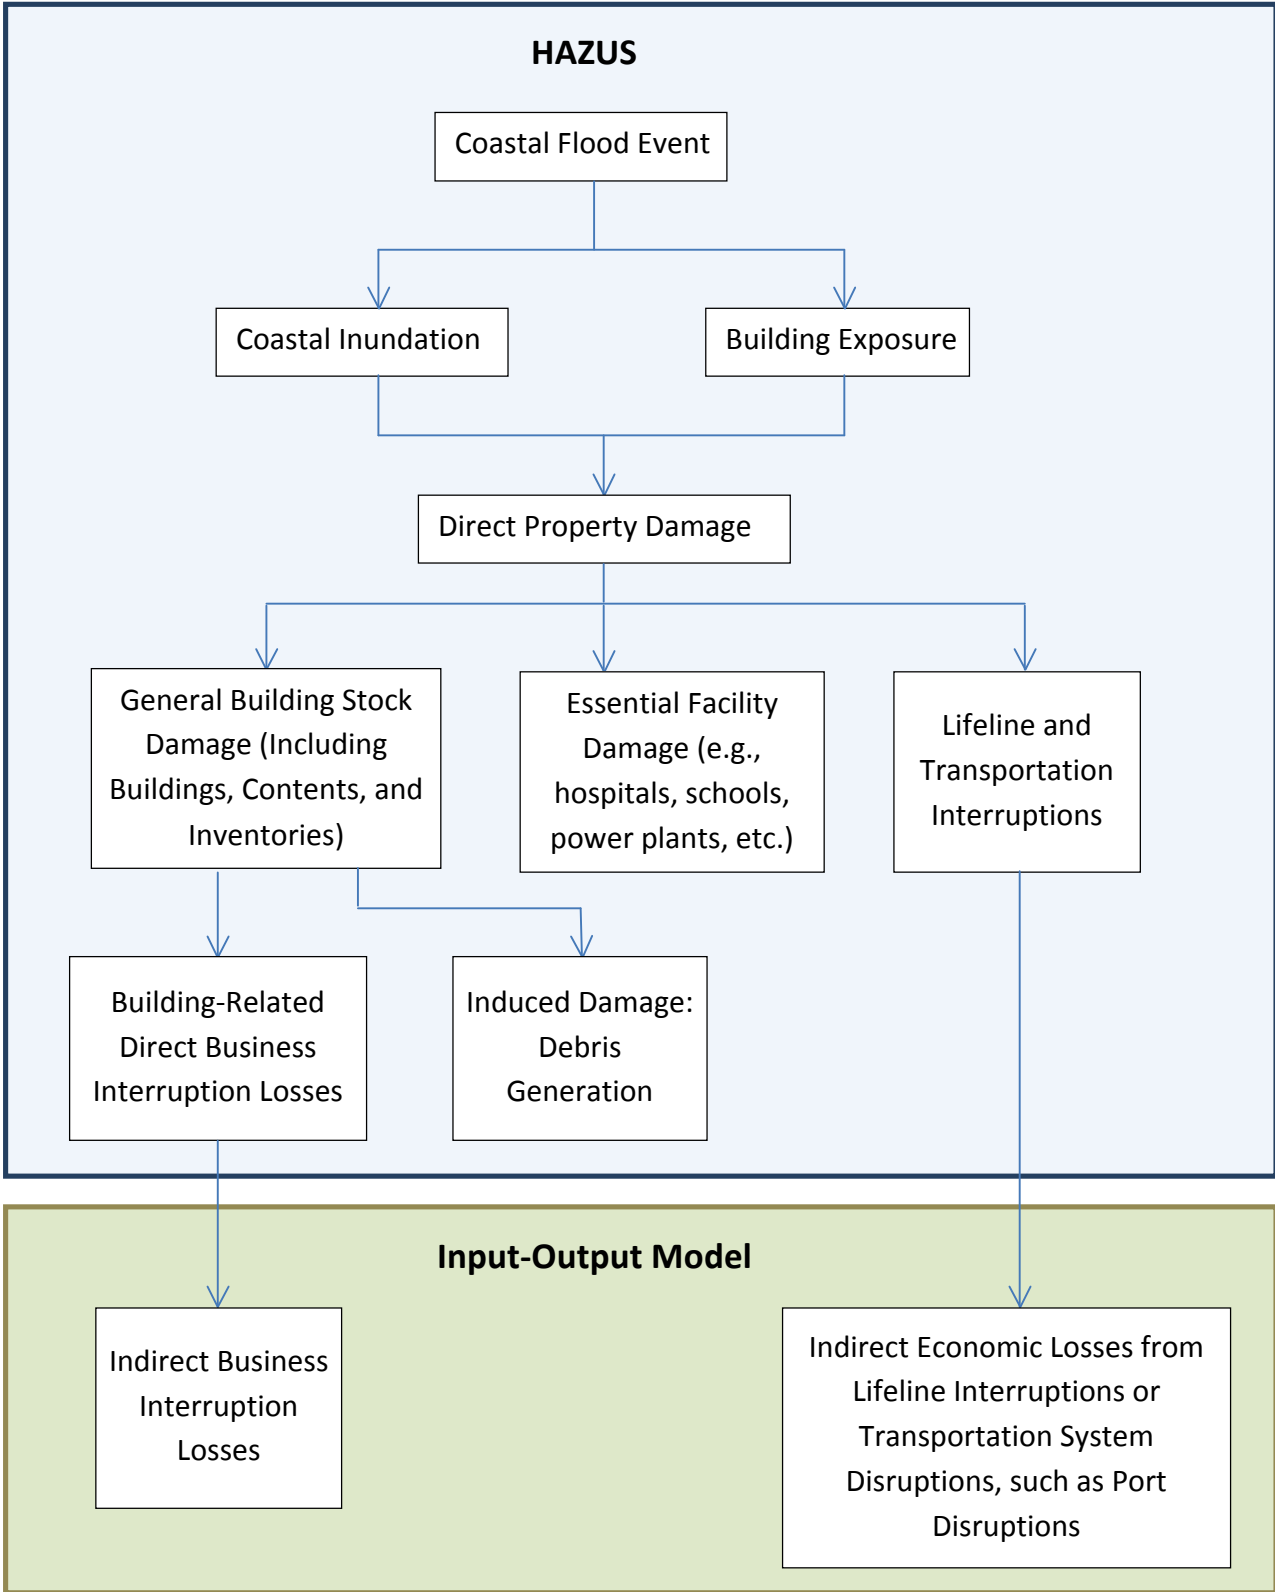 HAZUS
Coastal Flood Event
Coastal Inundation
Building Exposure
Direct Property Damage
General Building Stock
Damage (Including
Buildings, Contents, and
Inventories)
Essential Facility
Damage (e.g.,
hospitals, schools,
power plants, etc.)
Lifeline and
Transportation
Interruptions
Building-Related
Direct Business
Interruption Losses
Induced Damage:
Debris
Generation
Input-Output Model
Indirect Business
Interruption
Losses
Indirect Economic Losses from
Lifeline Interruptions or
Transportation System
Disruptions, such as Port
Disruptions